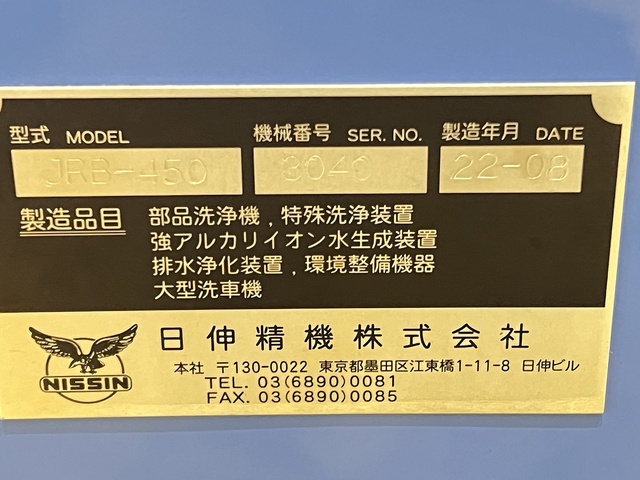 型式 MODEL 機械番号 SER. NO. 製造年月 DATE
JRB-450 3040 22-08
製造品目 部品洗浄機,特殊洗浄装置
強アルカリイオン水生成装置
排水浄化装置,環境整備機器
大型洗車機
日伸精機株式会社
NISSIN 本社 〒130-0022 東京都墨田区江東橋1-11-8 日伸ビル
TEL. 03(6890)0081
FAX. 03(6890)0085